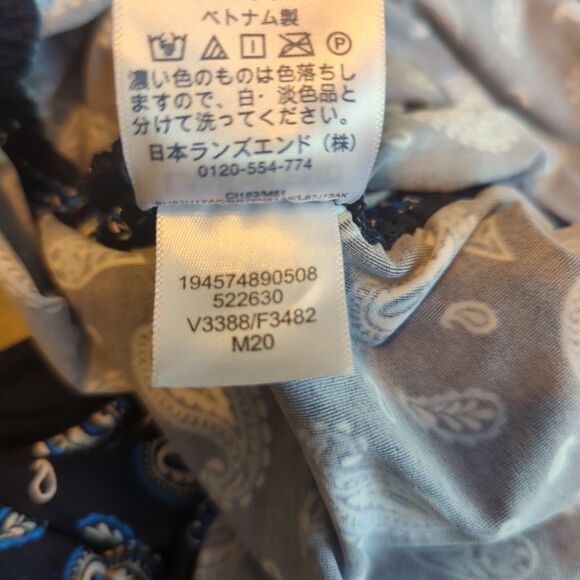 ベトナム製
P
濃い色のものは色落ちし
ますので、白・淡色品と
分けて洗ってください。
日本ランズエンド(株)
0120-554-774
194574890508
522630
V3388/F3482
M20